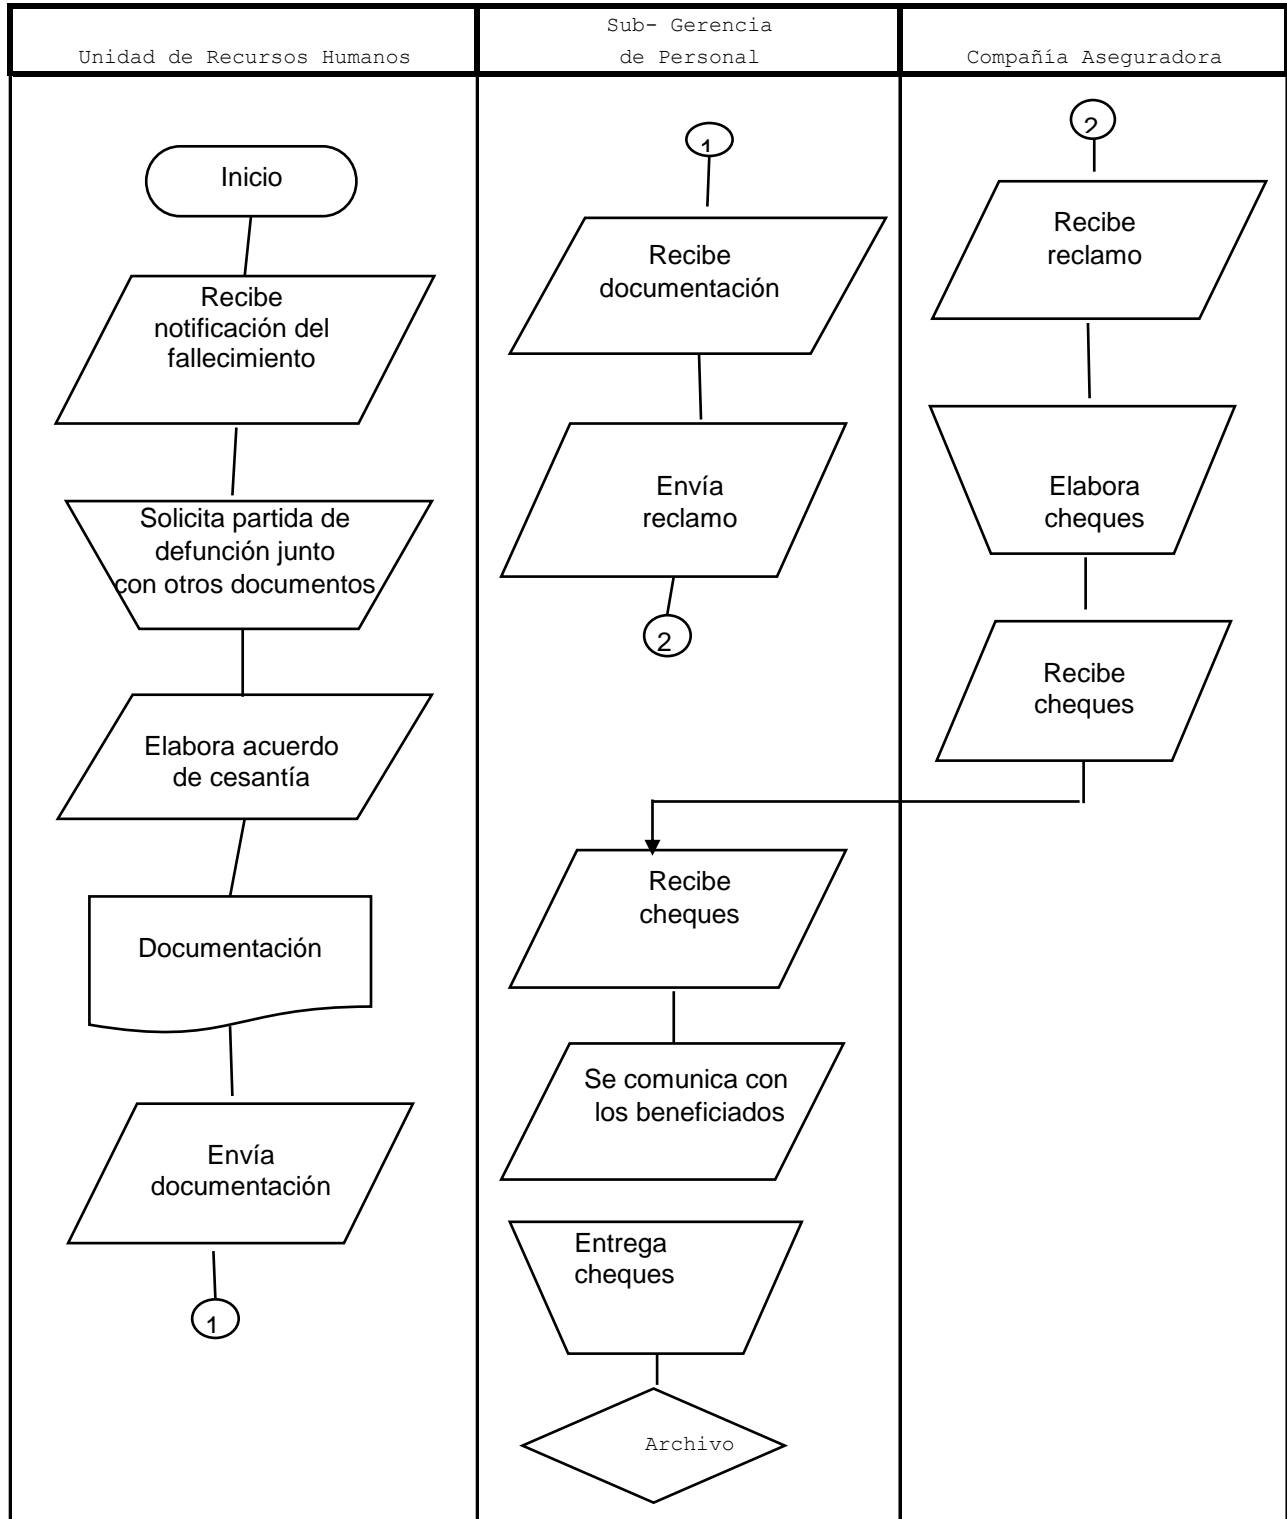 Unidad de Recursos Humanos
Sub- Gerencia
de Personal
Compañía Aseguradora
Inicio
Recibe
notificación del
fallecimiento
Solicita partida de
defunción junto
con otros documentos
Elabora acuerdo
de cesantía
Documentación
Envía
documentación
1
1
Recibe
documentación
Envía
reclamo
2
Recibe
cheques
Se comunica con
los beneficiados
Entrega
cheques
Archivo
2
Recibe
reclamo
Elabora
cheques
Recibe
cheques